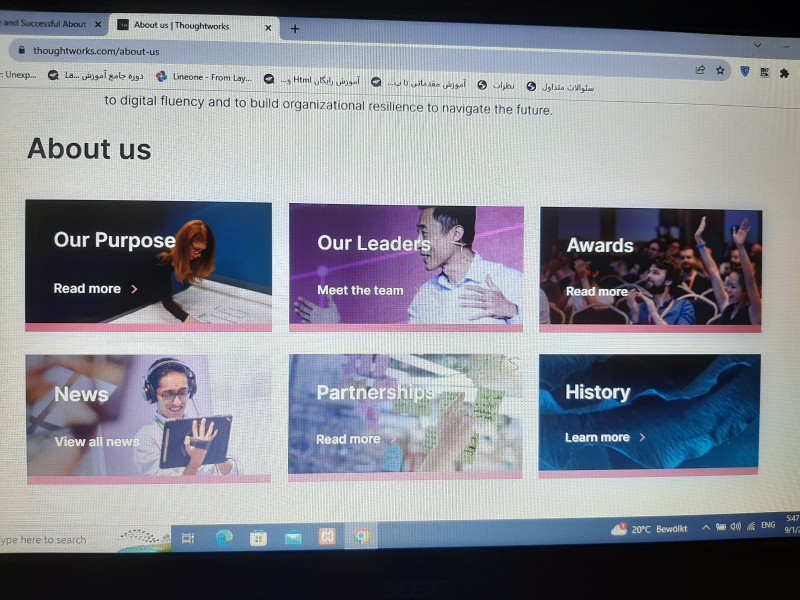 and Successful About
About us | Thoughtworks
thoughtworks.com/about-us
: Unexp...
دوره جامع آموزش La...
Lineone - From Lay...
آموزش رایگان Html و...
آموزش مقدماتی تا پ...
نظرات
سئوالات متداول
to digital fluency and to build organizational resilience to navigate the future.
About us
Our Purpose
Read more
Our Leaders
Meet the team
Awards
Read more
News
View all news
Partnerships
Read more
History
Learn more
ype here to search
20°C Bewölkt
ENG
5:47
9/1/2